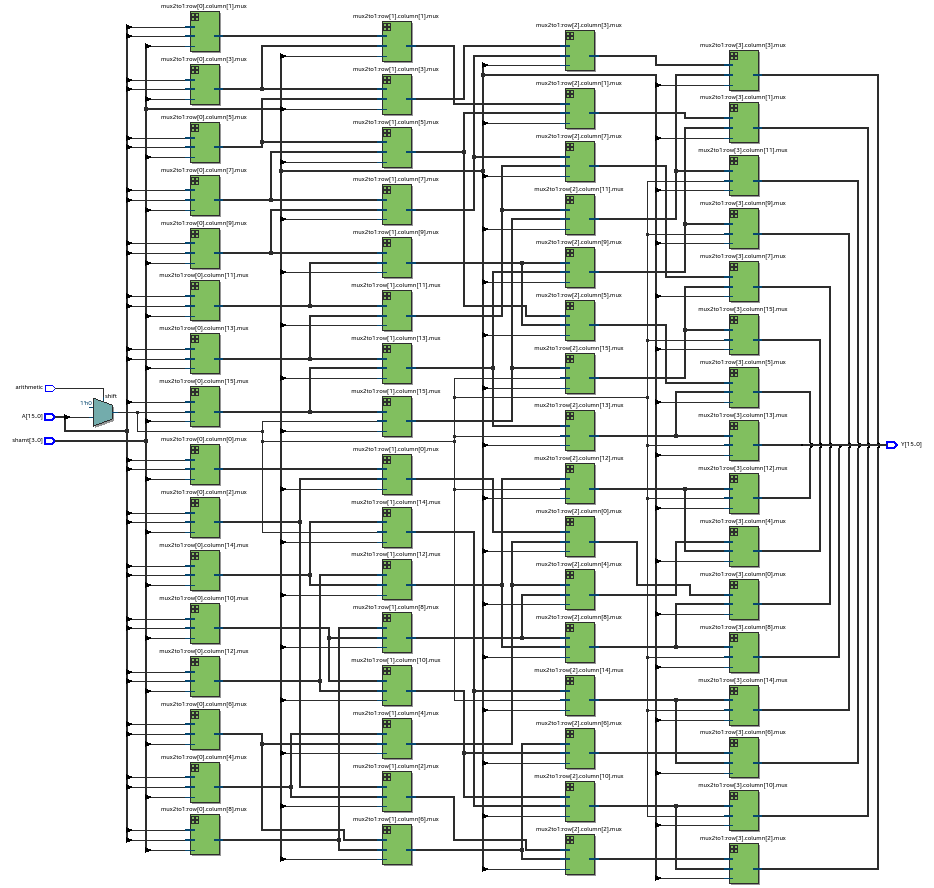 mux2to1:row[0].column[1].mux
mux2to1:row[0].column[3].mux
mux2to1:row[0].column[5].mux
mux2to1:row[0].column[7].mux
mux2to1:row[0].column[9].mux
mux2to1:row[0].column[11].mux
mux2to1:row[0].column[13].mux
mux2to1:row[0].column[15].mux
arithmetic
shift
1'h0
A[15..0]
shamt[3..0]
mux2to1:row[0].column[0].mux
mux2to1:row[0].column[2].mux
mux2to1:row[0].column[14].mux
mux2to1:row[0].column[10].mux
mux2to1:row[0].column[12].mux
mux2to1:row[0].column[6].mux
mux2to1:row[0].column[4].mux
mux2to1:row[0].column[8].mux
mux2to1:row[1].column[1].mux
mux2to1:row[1].column[3].mux
mux2to1:row[1].column[5].mux
mux2to1:row[1].column[7].mux
mux2to1:row[1].column[9].mux
mux2to1:row[1].column[11].mux
mux2to1:row[1].column[13].mux
mux2to1:row[1].column[15].mux
mux2to1:row[1].column[0].mux
mux2to1:row[1].column[14].mux
mux2to1:row[1].column[12].mux
mux2to1:row[1].column[8].mux
mux2to1:row[1].column[10].mux
mux2to1:row[1].column[4].mux
mux2to1:row[1].column[2].mux
mux2to1:row[1].column[6].mux
mux2to1:row[2].column[3].mux
mux2to1:row[2].column[1].mux
mux2to1:row[2].column[7].mux
mux2to1:row[2].column[11].mux
mux2to1:row[2].column[9].mux
mux2to1:row[2].column[5].mux
mux2to1:row[2].column[15].mux
mux2to1:row[2].column[13].mux
mux2to1:row[2].column[12].mux
mux2to1:row[2].column[0].mux
mux2to1:row[2].column[4].mux
mux2to1:row[2].column[8].mux
mux2to1:row[2].column[14].mux
mux2to1:row[2].column[6].mux
mux2to1:row[2].column[10].mux
mux2to1:row[2].column[2].mux
mux2to1:row[3].column[3].mux
mux2to1:row[3].column[1].mux
mux2to1:row[3].column[11].mux
mux2to1:row[3].column[9].mux
mux2to1:row[3].column[7].mux
mux2to1:row[3].column[15].mux
mux2to1:row[3].column[5].mux
mux2to1:row[3].column[13].mux
mux2to1:row[3].column[12].mux
mux2to1:row[3].column[4].mux
mux2to1:row[3].column[0].mux
mux2to1:row[3].column[8].mux
mux2to1:row[3].column[14].mux
mux2to1:row[3].column[6].mux
mux2to1:row[3].column[10].mux
mux2to1:row[3].column[2].mux
Y[15..0]